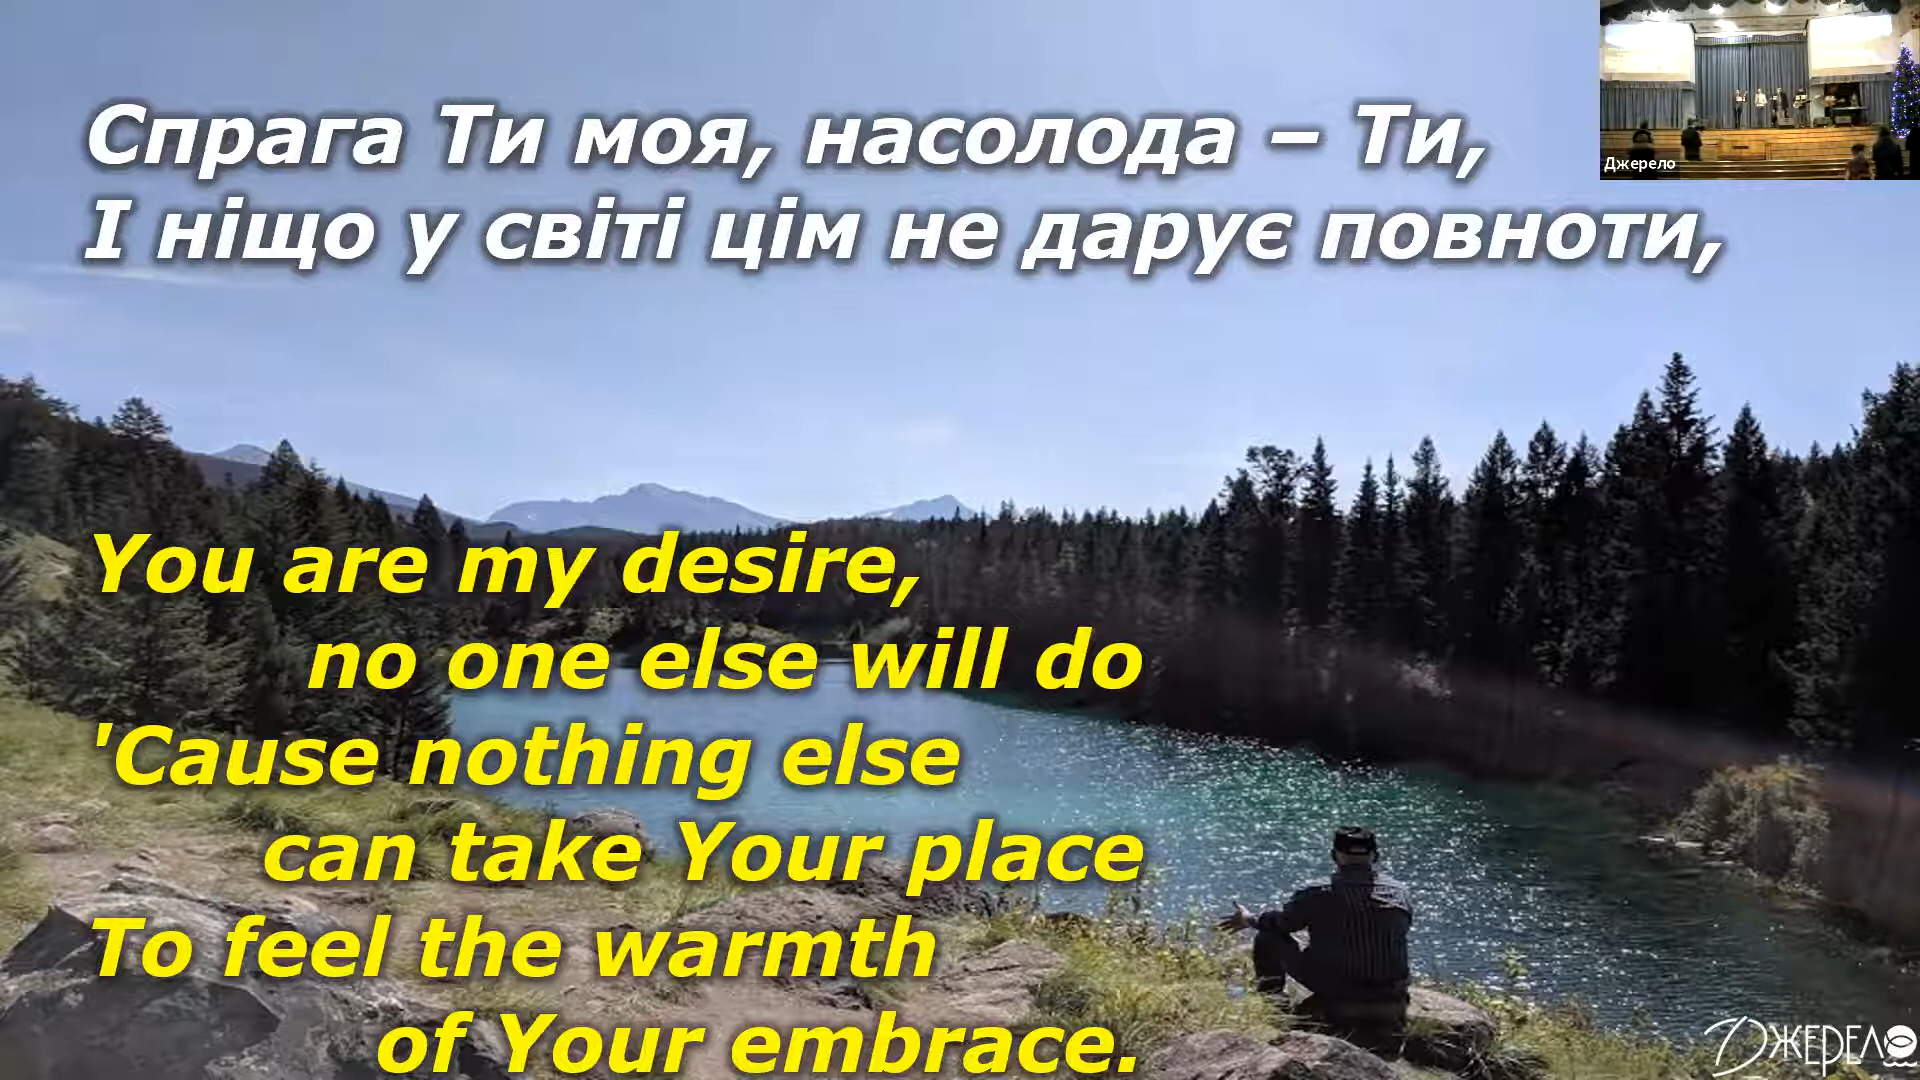 Спрага Ти моя, насолода – Ти,
І ніщо у світі цім не дарує повноти,
Джерело
You are my desire,
no one else will do
'Cause nothing else
can take Your place
To feel the warmth
of Your embrace.
ДЖЕРЕЛО